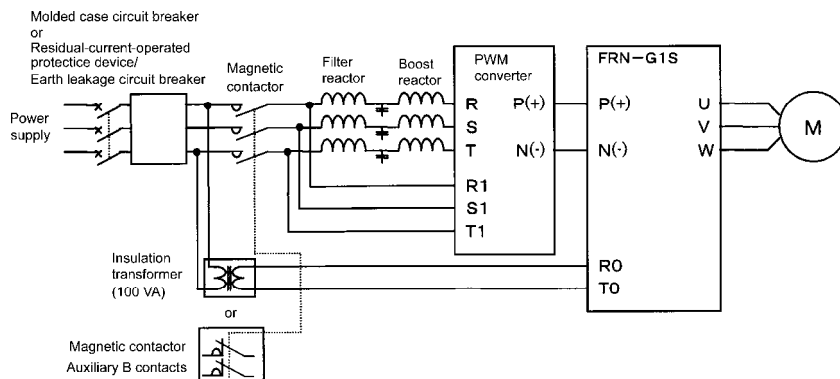 Molded case circuit breaker
or
Residual-current-operated
protectice device/
Earth leakage circuit breaker
Power
supply
Magnetic
contactor
Filter
reactor
Boost
reactor
PWM
converter
FRN-G1S
R
S
T
P(+)
N(-)
P(+)
N(-)
U
V
W
M
R1
S1
T1
Insulation
transformer
(100 VA)
R0
T0
or
Magnetic contactor
Auxiliary B contacts